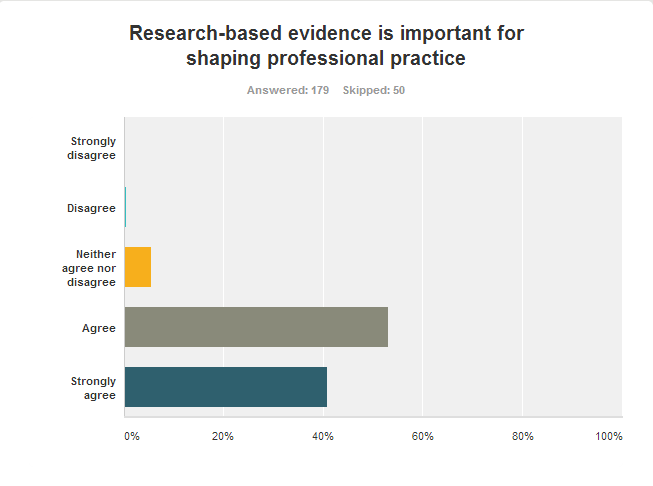 Research-based evidence is important for
shaping professional practice
Answered: 179 Skipped: 50
Strongly
disagree
Disagree
Neither
agree nor
disagree
Agree
Strongly
agree
0% 20% 40% 60% 80% 100%